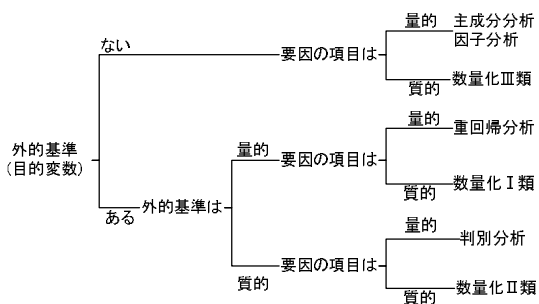 量的
主成分分析
因子分析
ない
要因の項目は
質的
数量化Ⅲ類
外的基準
(目的変数)
量的
重回帰分析
量的
要因の項目は
質的
数量化Ⅰ類
ある
外的基準は
量的
判別分析
質的
要因の項目は
質的
数量化Ⅱ類